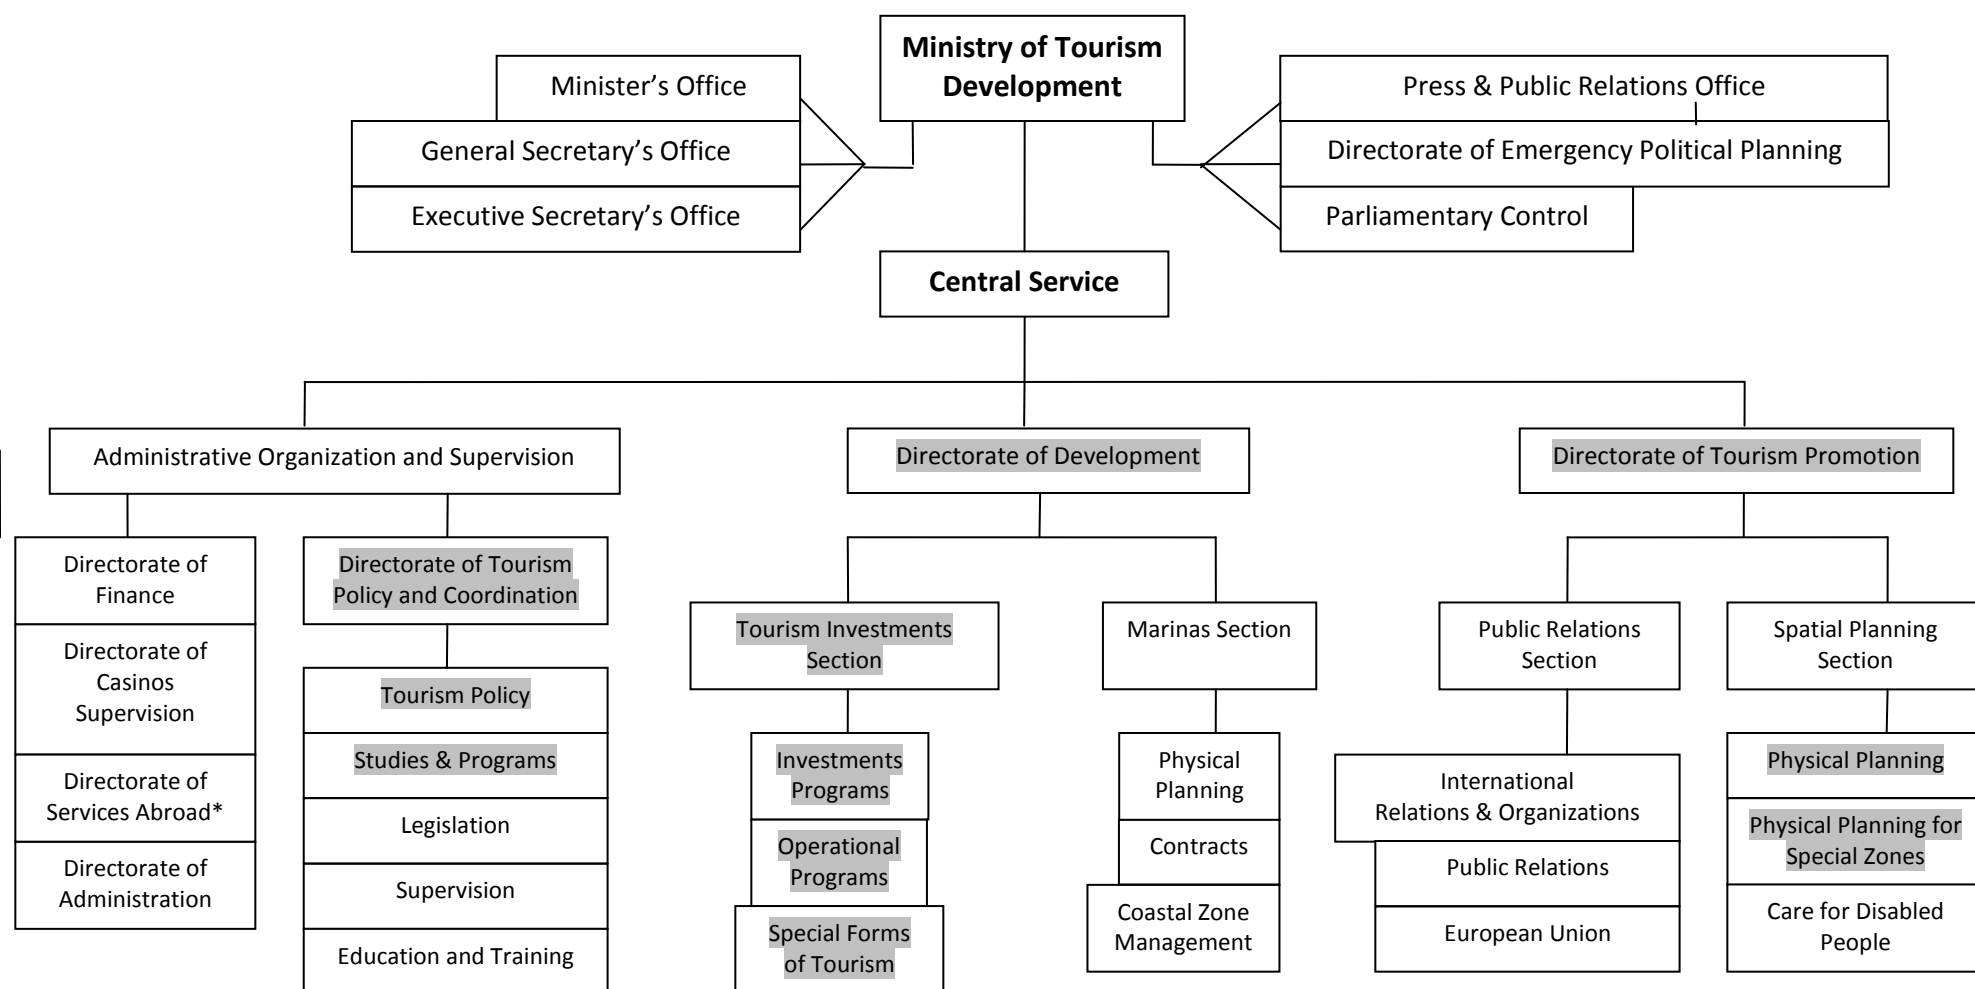 Ministry of Tourism
Development
Minister’s Office
General Secretary’s Office
Executive Secretary’s Office
Press & Public Relations Office
Directorate of Emergency Political Planning
Parliamentary Control
Central Service
Administrative Organization and Supervision
Directorate of Development
Directorate of Tourism Promotion
Directorate of
Finance
Directorate of
Casinos
Supervision
Directorate of
Services Abroad*
Directorate of
Administration
Directorate of Tourism
Policy and Coordination
Tourism Policy
Studies & Programs
Legislation
Supervision
Education and Training
Tourism Investments
Section
Investments
Programs
Operational
Programs
Special Forms
of Tourism
Marinas Section
Physical
Planning
Contracts
Coastal Zone
Management
Public Relations
Section
International
Relations & Organizations
Public Relations
European Union
Spatial Planning
Section
Physical Planning
Physical Planning for
Special Zones
Care for Disabled
People